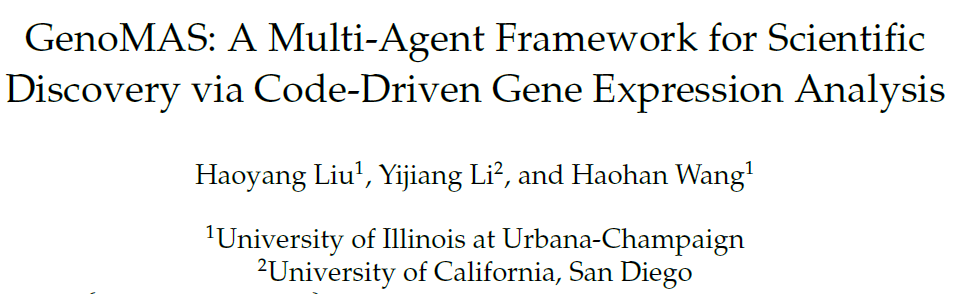 GenoMAS: A Multi-Agent Framework for Scientific
Discovery via Code-Driven Gene Expression Analysis
Haoyang Liu¹, Yijiang Li², and Haohan Wang¹
¹University of Illinois at Urbana-Champaign
²University of California, San Diego